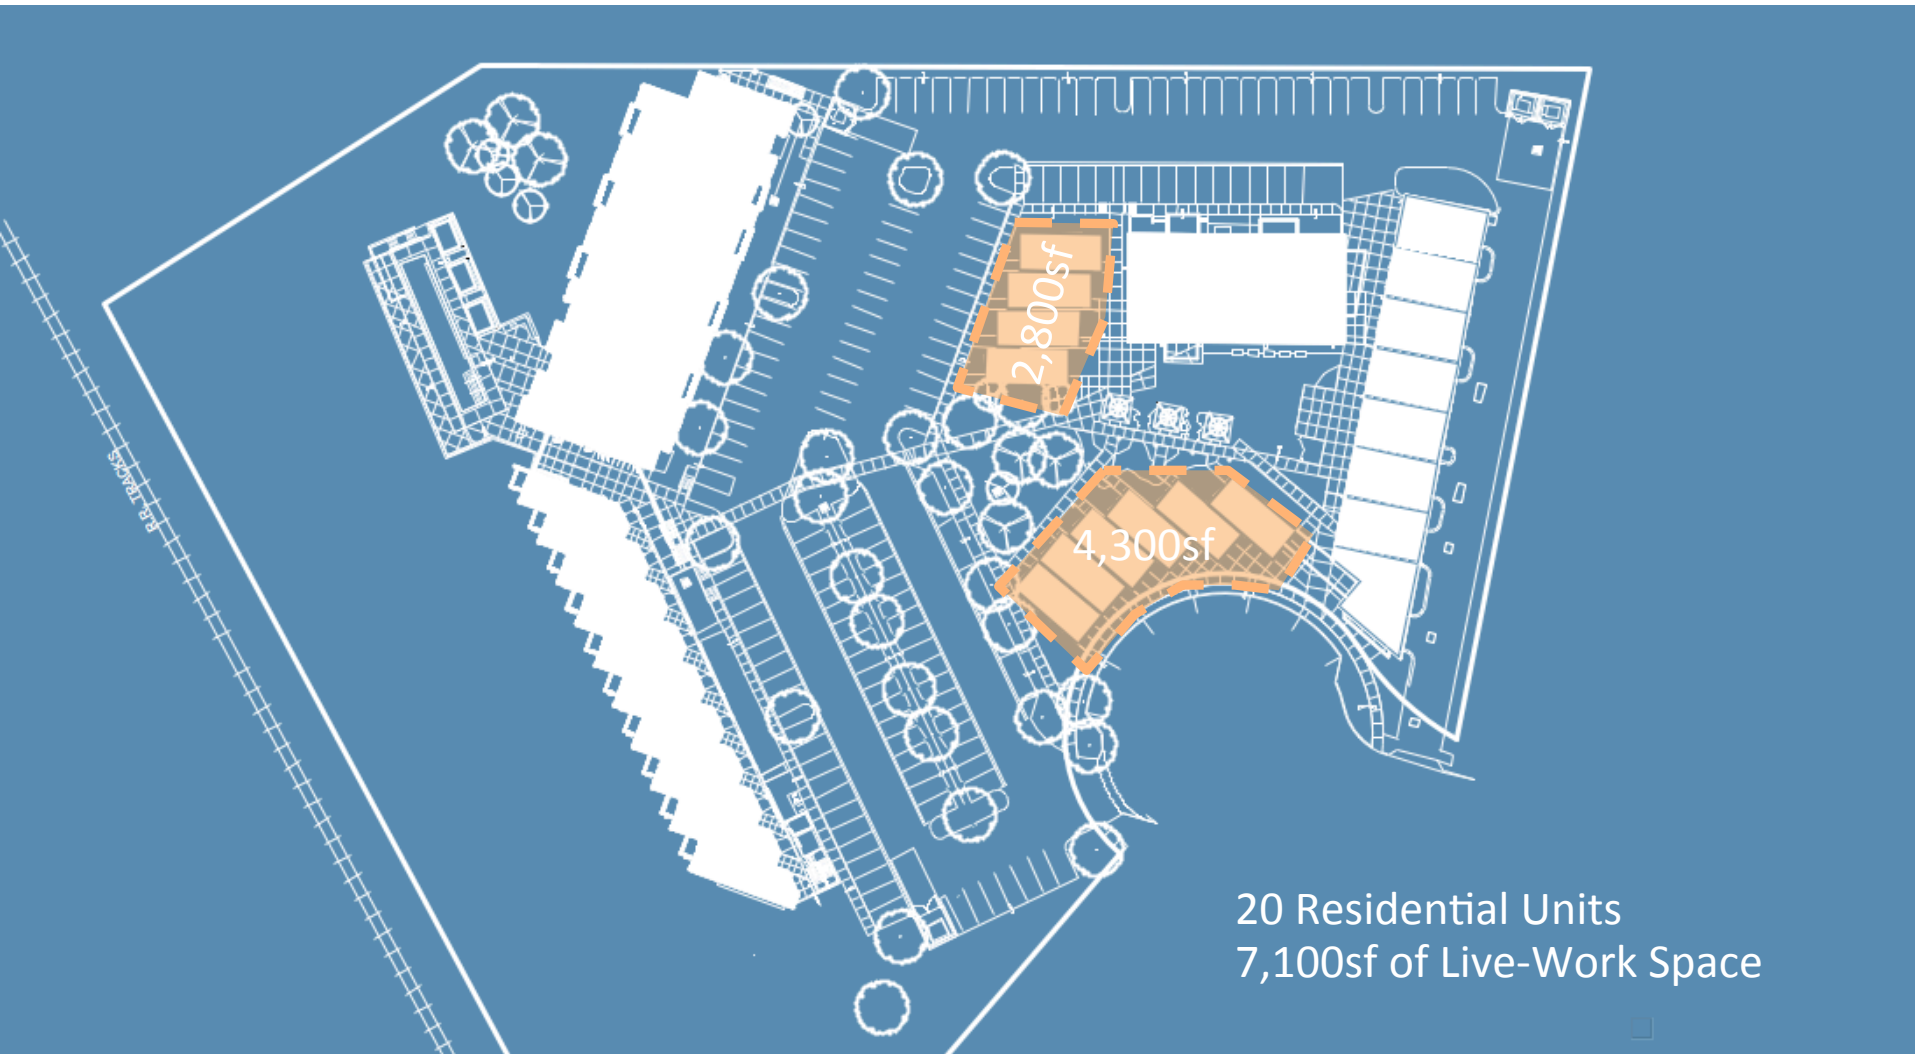 2,800sf
4,300sf
R.R. TRACKS
20 Residential Units
7,100sf of Live-Work Space